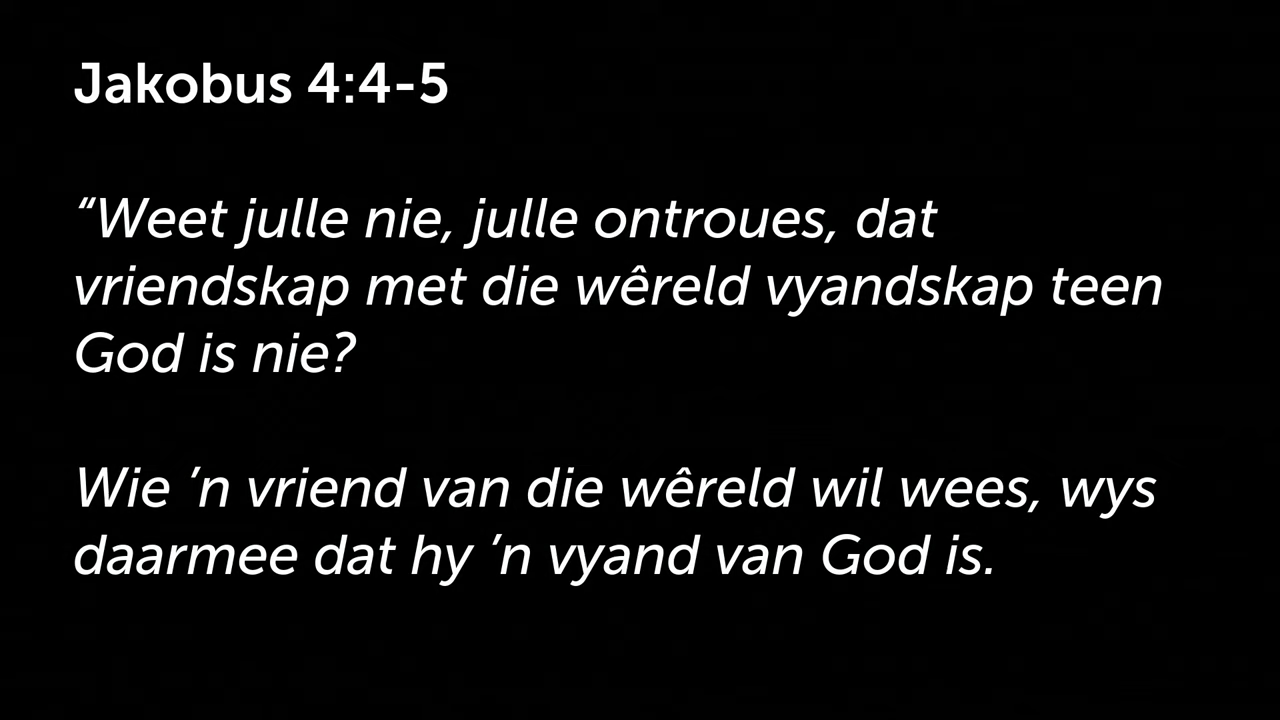 Jakobus 4:4-5
“Weet julle nie, julle ontroues, dat
vriendskap met die wêreld vyandskap teen
God is nie?
Wie ’n vriend van die wêreld wil wees, wys
daarmee dat hy ’n vyand van God is.